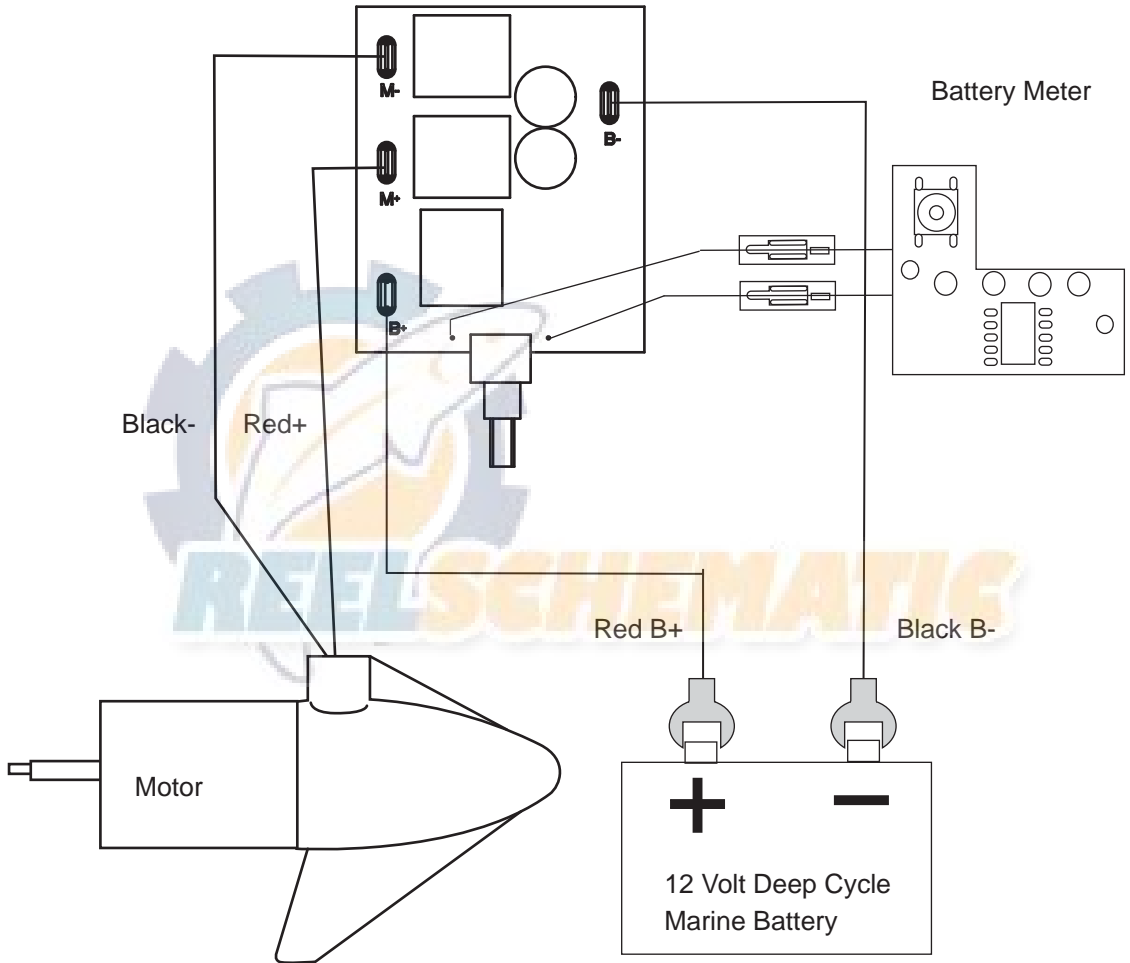 M-
B-
Battery Meter
M+
B+
Black-
Red+
REELSCHEMATIC
Red B+
Black B-
Motor
+
−
12 Volt Deep Cycle
Marine Battery